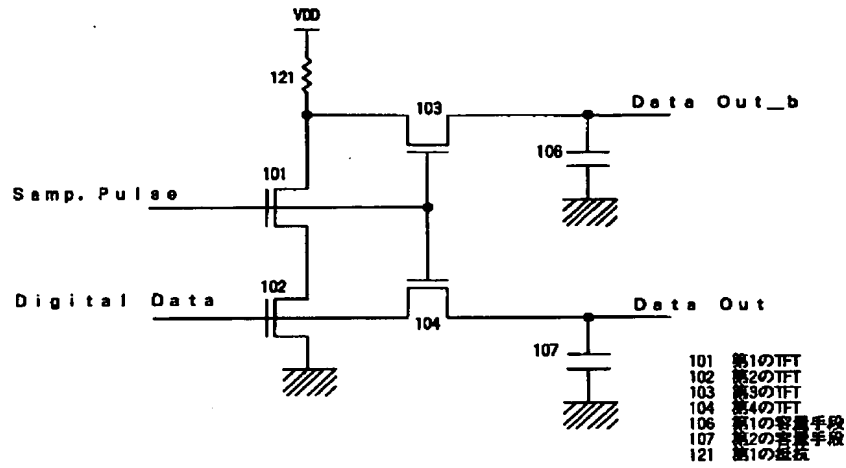 VDD
121
103
Data Out_b
106
101
Samp. Pulse
102
Digital Data
104
Data Out
107
101 第1のTFT
102 第2のTFT
103 第3のTFT
104 第4のTFT
106 第1の容量手段
107 第2の容量手段
121 第1の抵抗